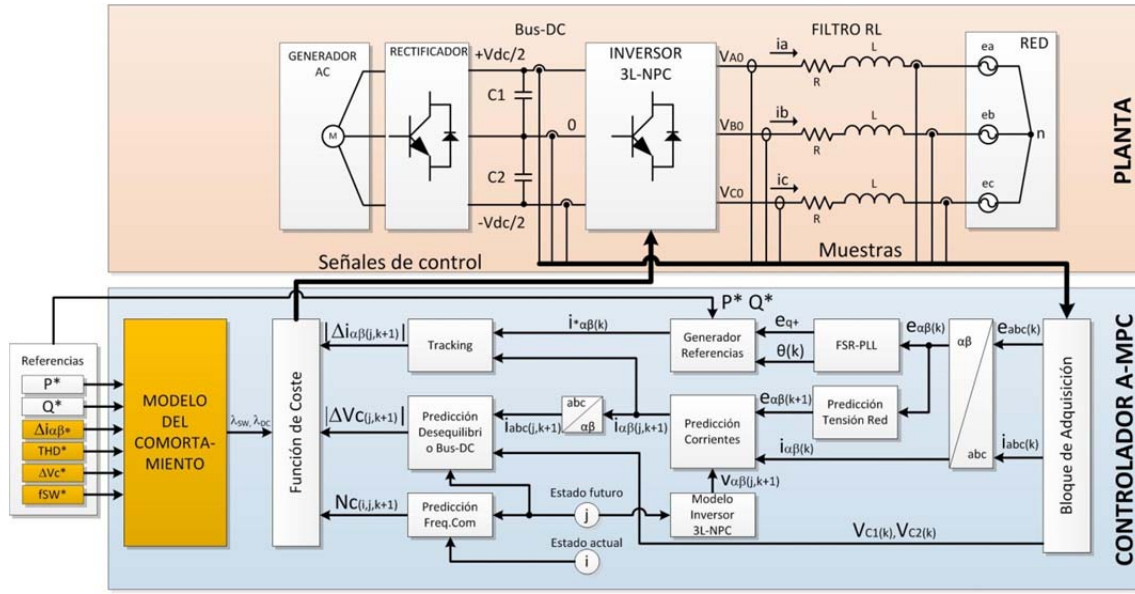 Bus-DC
FILTRO RL
GENERADOR
AC
M
RECTIFICADOR
+Vdc/2
C1
0
C2
-Vdc/2
INVERSOR
3L-NPC
VA0
VB0
VC0
ia
ib
ic
R
L
R
L
R
L
RED
ea
eb
ec
n
PLANTA
Señales de control
Muestras
Referencias
P*
Q*
Δiαβ*
THD*
ΔVc*
fSW*
MODELO
DEL
COMORTA-
MIENTO
λSW, λDC
Función de Coste
|Δiαβ(j,k+1)|
|ΔVc(j,k+1)|
Nc(i,j,k+1)
Tracking
Predicción
Desequilibri
o Bus-DC
Predicción
Freq.Com
i*αβ(k)
abc
αβ
iabc(j,k+1)
iαβ(j,k+1)
Estado futuro
j
Estado actual
i
P* Q*
Generador
Referencias
Predicción
Corrientes
vαβ(j,k+1)
Modelo
Inversor
3L-NPC
eq+
θ(k)
FSR-PLL
eαβ(k)
eαβ(k+1)
Predicción
Tensión Red
iαβ(k)
αβ
abc
eabc(k)
iabc(k)
VC1(k),VC2(k)
Bloque de Adquisición
CONTROLADOR A-MPC